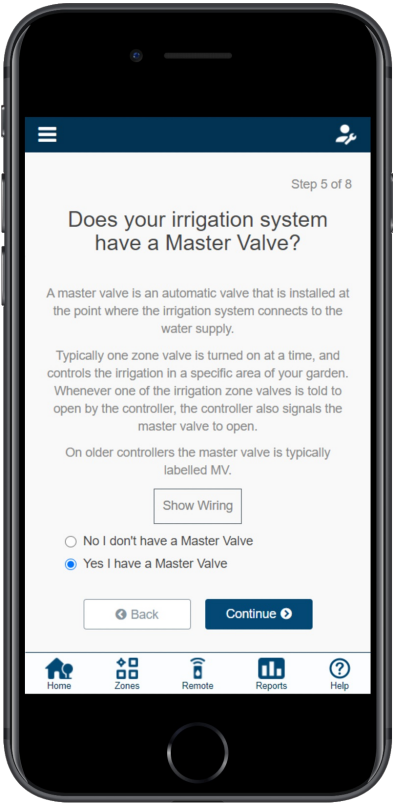 Step 5 of 8
Does your irrigation system
have a Master Valve?
A master valve is an automatic valve that is installed at
the point where the irrigation system connects to the
water supply.
Typically one zone valve is turned on at a time, and
controls the irrigation in a specific area of your garden.
Whenever one of the irrigation zone valves is told to
open by the controller, the controller also signals the
master valve to open.
On older controllers the master valve is typically
labelled MV.
Show Wiring
No I don't have a Master Valve
Yes I have a Master Valve
Back
Continue
Home
Zones
Remote
Reports
Help